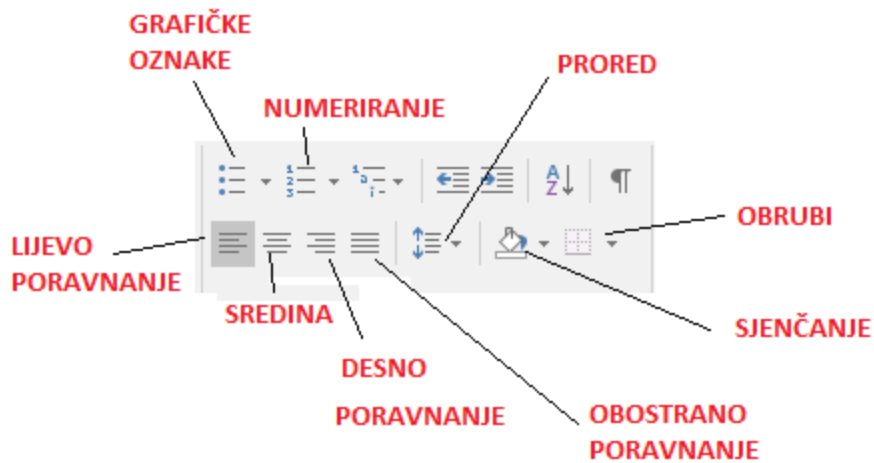 GRAFIČKE
OZNAKE
PRORED
NUMERIRANJE
OBRUBI
LIJEVO
PORAVNANJE
SREDINA
SJENČANJE
DESNO
PORAVNANJE
OBOSTRANO
PORAVNANJE